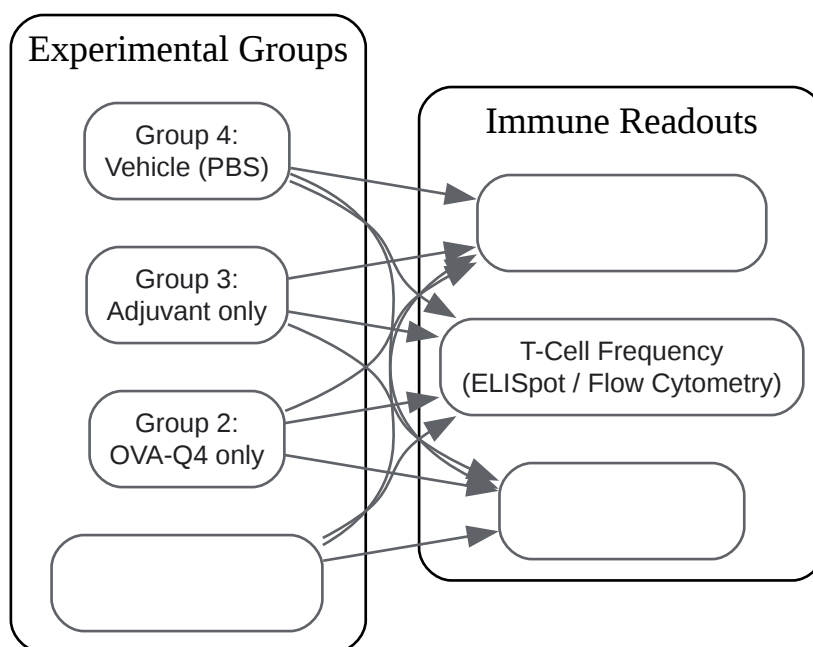 Experimental Groups
Group 4:
Vehicle (PBS)
Group 3:
Adjuvant only
Group 2:
OVA-Q4 only
Immune Readouts
T-Cell Frequency
(ELISpot / Flow Cytometry)